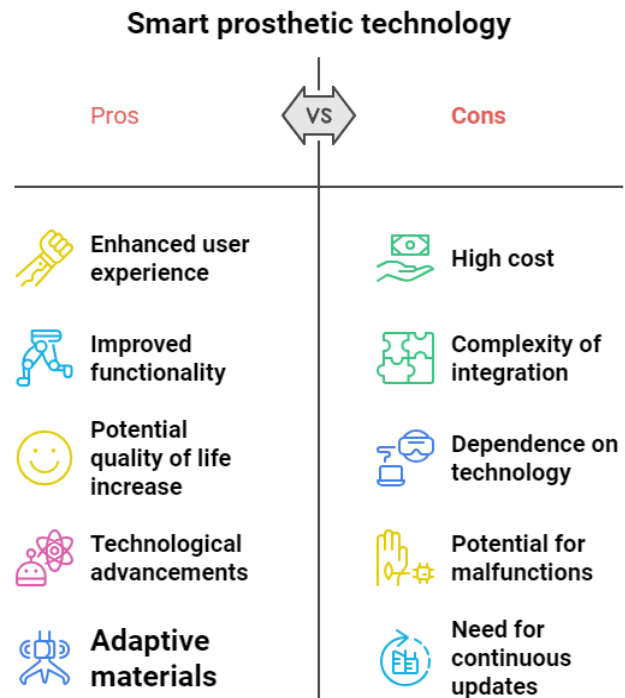 Smart prosthetic technology
Pros
VS
Cons
Enhanced user
experience
Improved
functionality
Potential
quality of life
increase
Technological
advancements
Adaptive
materials
High cost
Complexity of
integration
Dependence on
technology
Potential for
malfunctions
Need for
continuous
updates